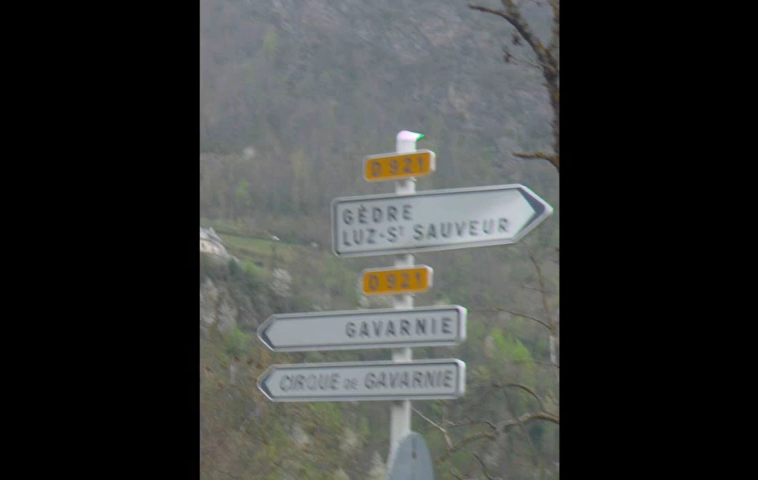 D 921
GÈDRE
LUZ-Sᵀ SAUVEUR
D 921
GAVARNIE
CIRQUE DE GAVARNIE